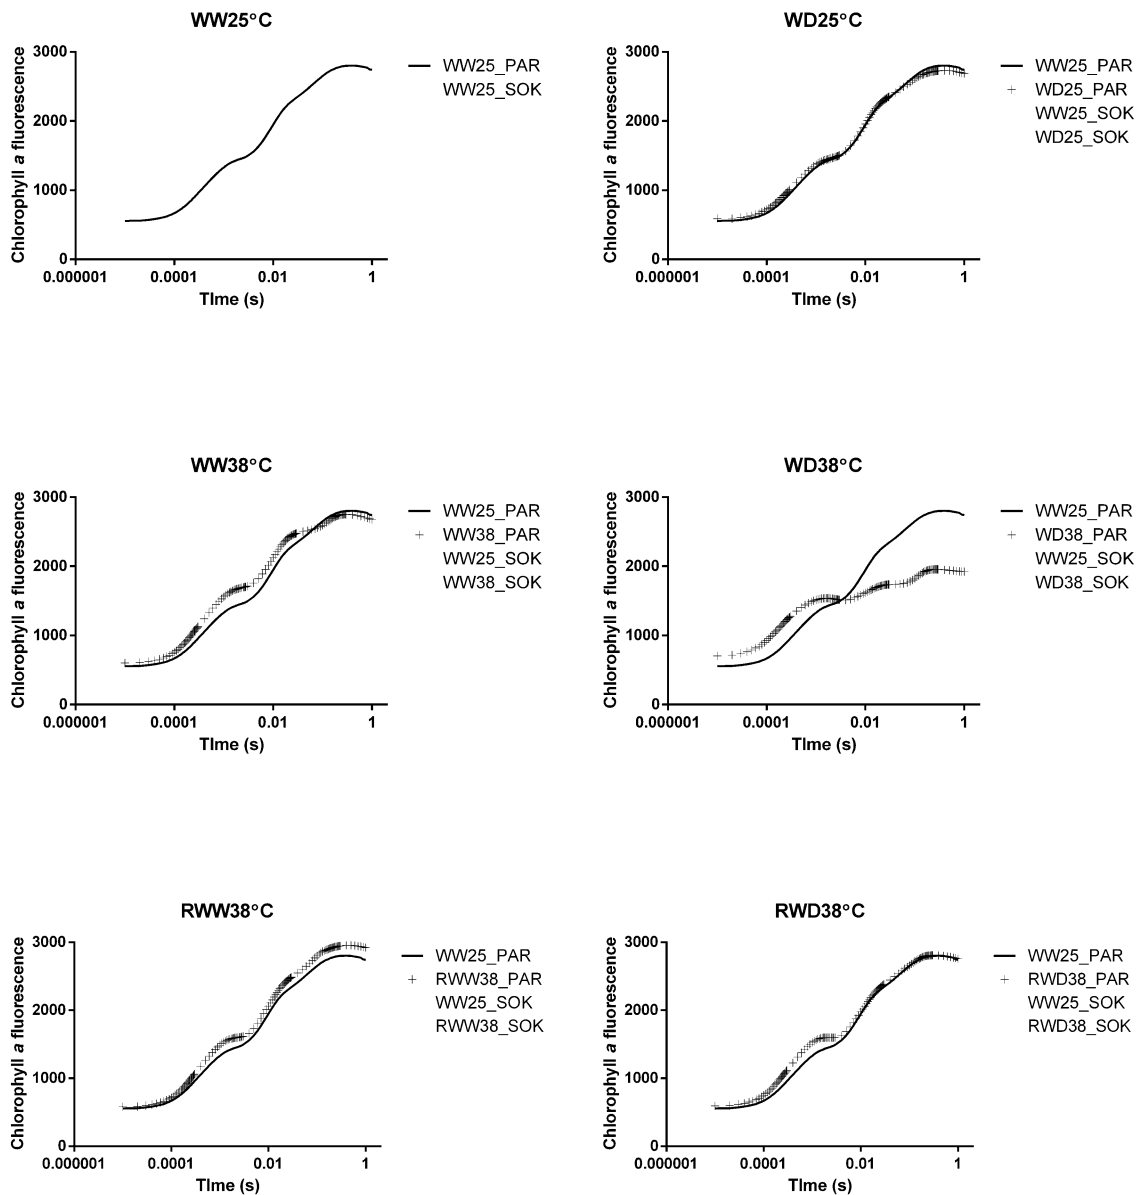 WW25°C
Chlorophyll a fluorescence
3000
2000
1000
0
0.000001
0.0001
0.01
1
TIme (s)
WW25_PAR
WW25_SOK
WD25°C
Chlorophyll a fluorescence
3000
2000
1000
0
0.000001
0.0001
0.01
1
TIme (s)
WW25_PAR
WD25_PAR
WW25_SOK
WD25_SOK
WW38°C
Chlorophyll a fluorescence
3000
2000
1000
0
0.000001
0.0001
0.01
1
TIme (s)
WW25_PAR
WW38_PAR
WW25_SOK
WW38_SOK
WD38°C
Chlorophyll a fluorescence
3000
2000
1000
0
0.000001
0.0001
0.01
1
TIme (s)
WW25_PAR
WD38_PAR
WW25_SOK
WD38_SOK
RWW38°C
Chlorophyll a fluorescence
3000
2000
1000
0
0.000001
0.0001
0.01
1
TIme (s)
WW25_PAR
RWW38_PAR
WW25_SOK
RWW38_SOK
RWD38°C
Chlorophyll a fluorescence
3000
2000
1000
0
0.000001
0.0001
0.01
1
TIme (s)
WW25_PAR
RWD38_PAR
WW25_SOK
RWD38_SOK